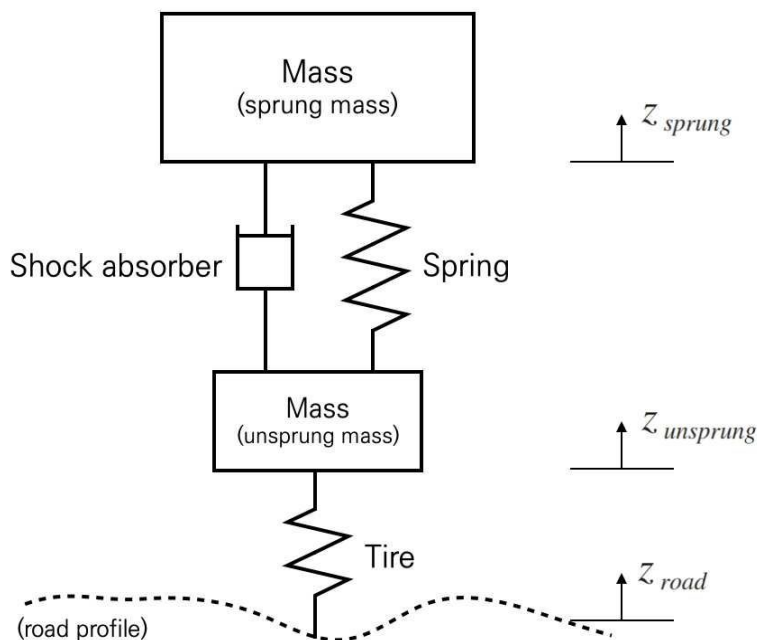 Mass
(sprung mass)
z sprung
Shock absorber
Spring
Mass
(unsprung mass)
z unsprung
Tire
z road
(road profile)